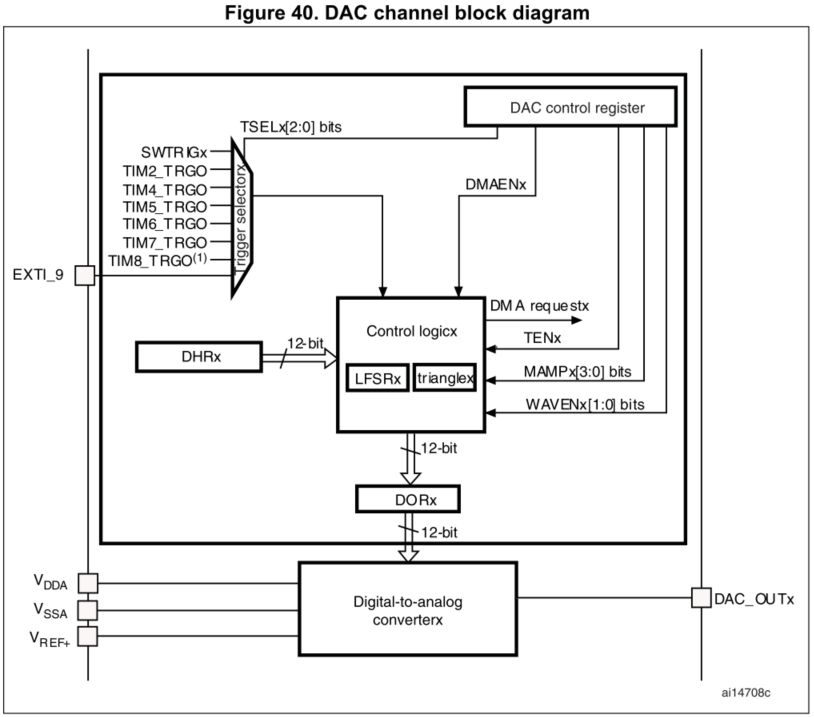 Figure 40. DAC channel block diagram
DAC control register
TSELx[2:0] bits
SWTRIGx
TIM2_TRGO
TIM4_TRGO
TIM5_TRGO
TIM6_TRGO
TIM7_TRGO
TIM8_TRGO(1)
EXTI_9
Trigger selectorx
DMAENx
DMA requestx
Control logicx
TENx
DHRx
12-bit
LFSRx
trianglex
MAMPx[3:0] bits
WAVENx[1:0] bits
12-bit
DORx
12-bit
VDDA
VSSA
VREF+
Digital-to-analog
converterx
DAC_OUTx
ai14708c